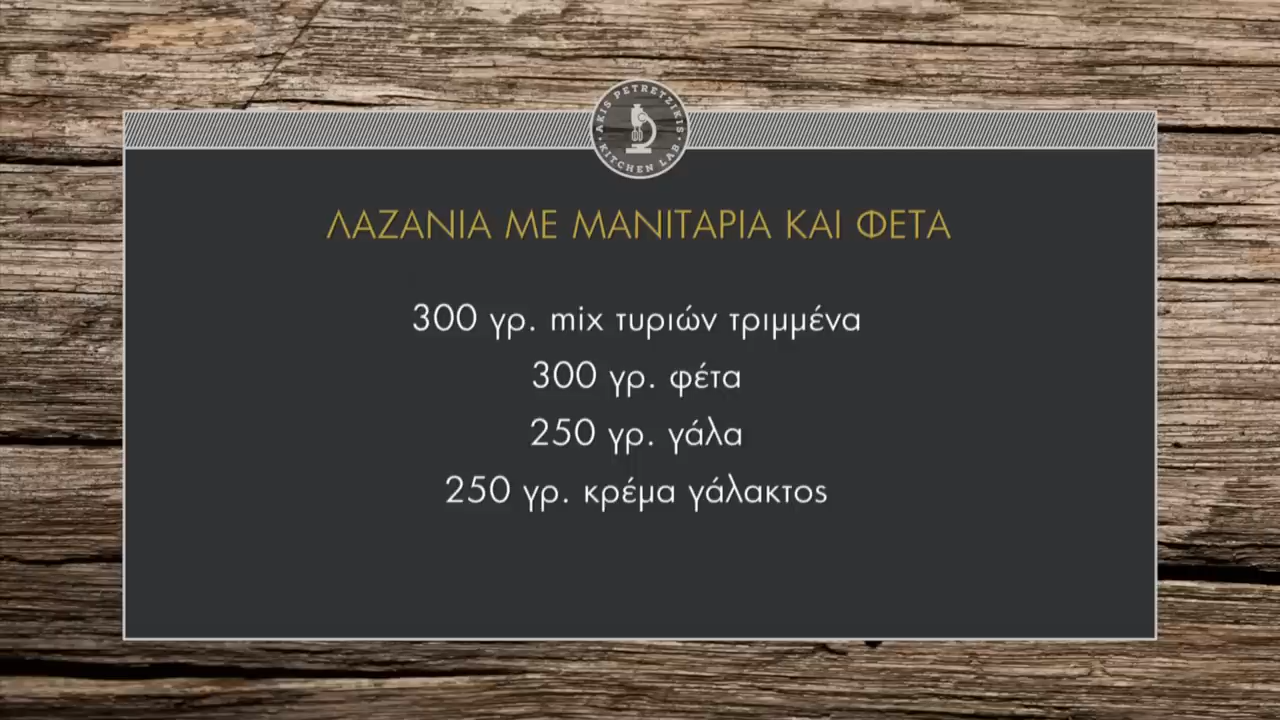 AKIS PETRETZIKIS
KITCHEN LAB
ΛΑΖΑΝΙΑ ΜΕ ΜΑΝΙΤΑΡΙΑ ΚΑΙ ΦΕΤΑ
300 γρ. mix τυριών τριμμένα
300 γρ. φέτα
250 γρ. γάλα
250 γρ. κρέμα γάλακτος